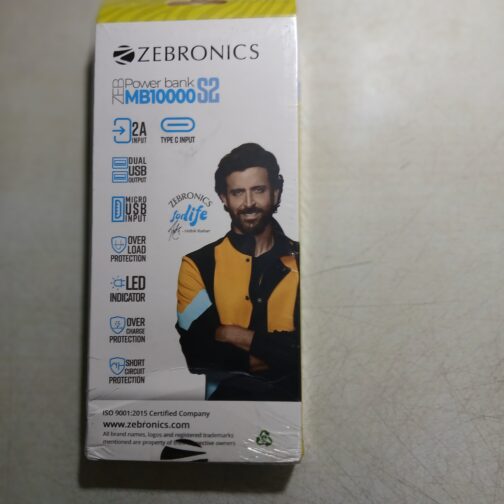 ZEBRONICS
ZEB
Power bank
MB10000 S2
2A
INPUT
TYPE C INPUT
DUAL
USB
OUTPUT
MICRO
USB
INPUT
OVER
LOAD
PROTECTION
LED
INDICATOR
OVER
CHARGE
PROTECTION
SHORT
CIRCUIT
PROTECTION
ZEBRONICS
for life
- Hrithik Roshan
ISO 9001:2015 Certified Company
www.zebronics.com
All brand names, logos and registered trademarks
mentioned are property of their respective owners